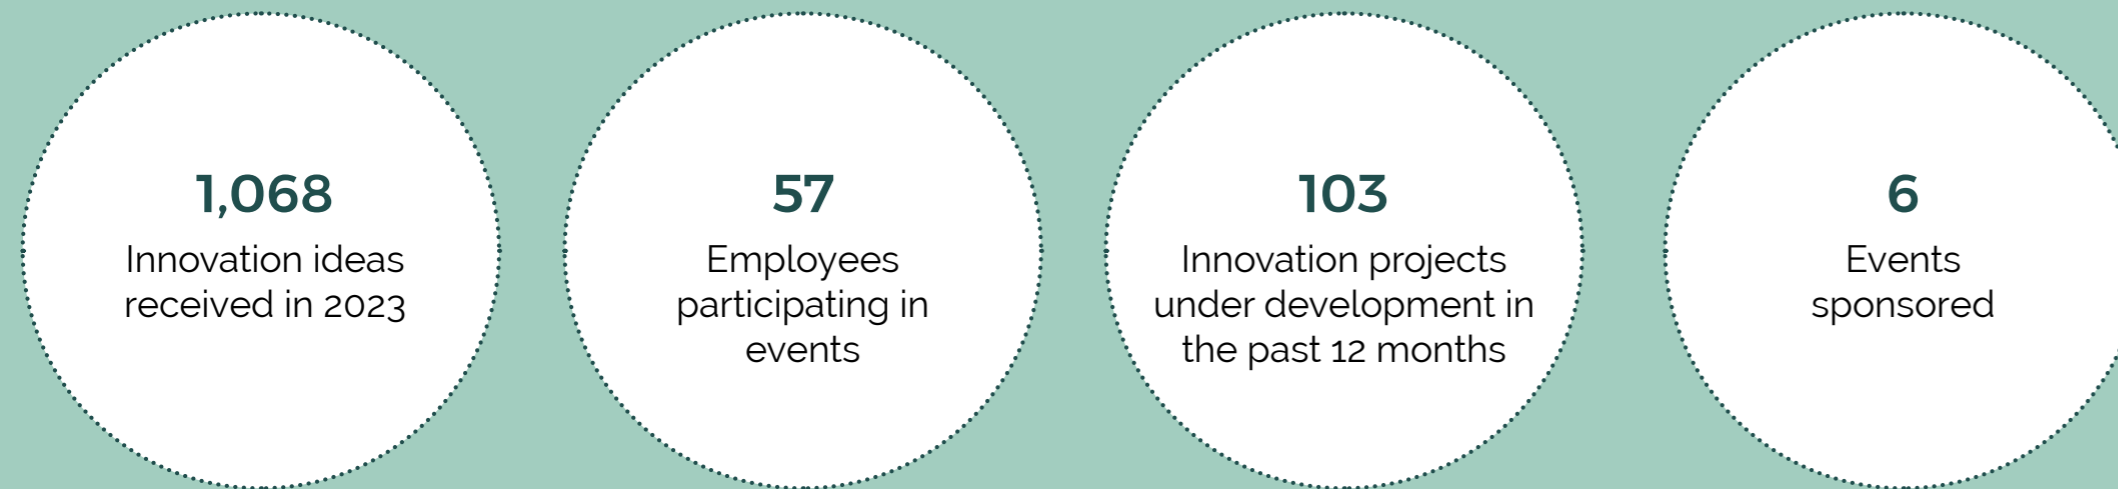 1,068
Innovation ideas
received in 2023
57
Employees
participating in
events
103
Innovation projects
under development in
the past 12 months
6
Events
sponsored